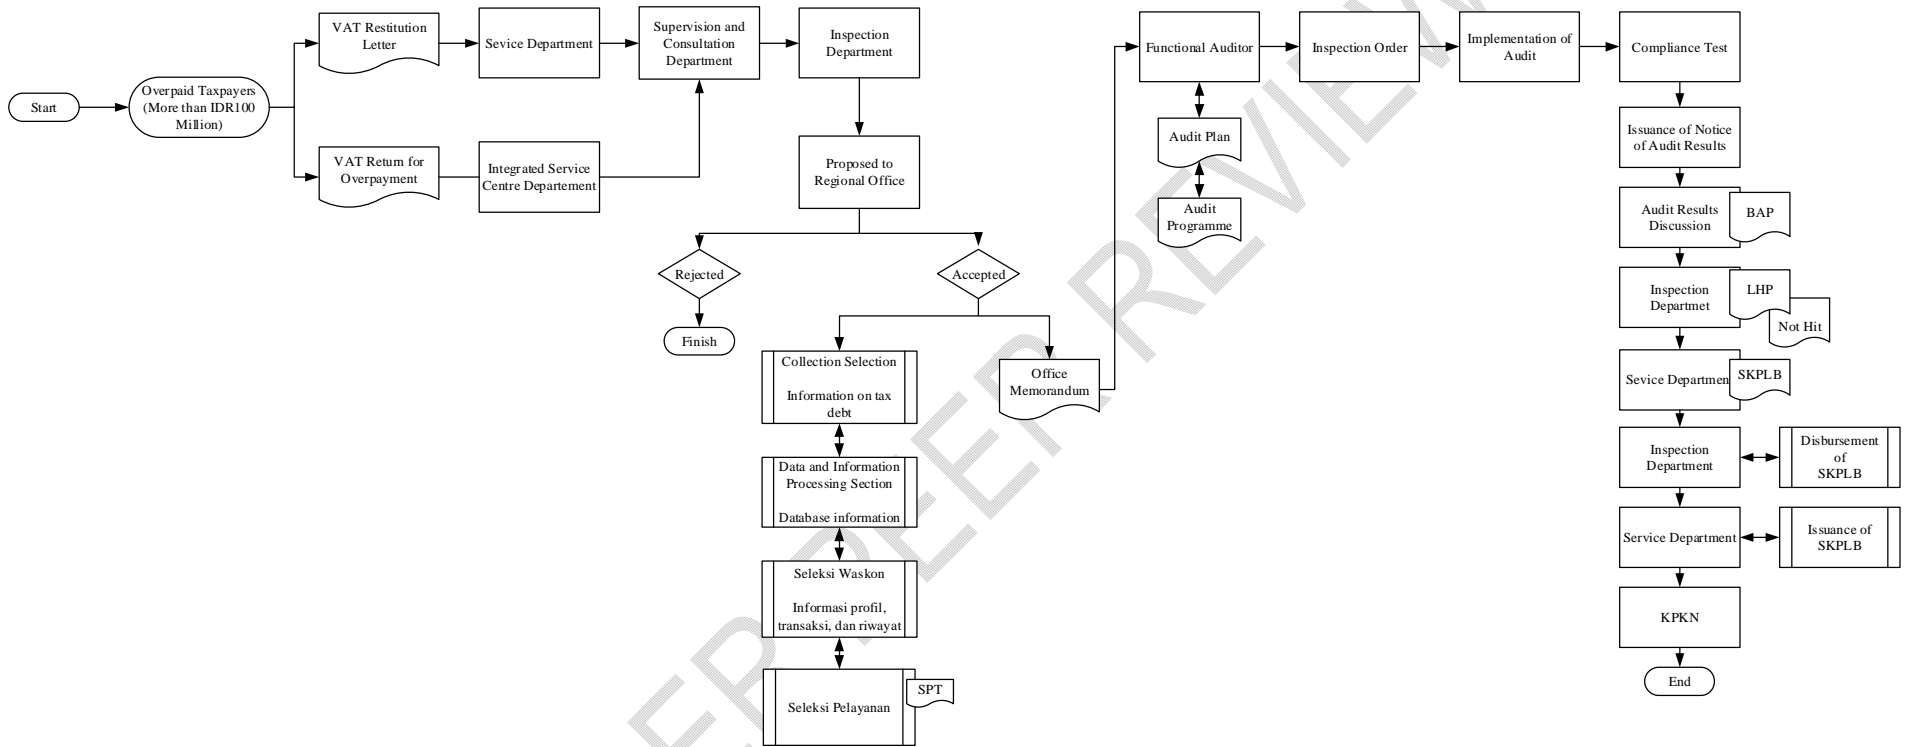 Start
Overpaid Taxpayers
(More than IDR100
Million)
VAT Restitution
Letter
Sevice Department
Supervision and
Consultation
Department
Inspection
Department
VAT Return for
Overpayment
Integrated Service
Centre Departement
Proposed to
Regional Office
Rejected
Accepted
Finish
Collection Selection
Information on tax
debt
Office
Memorandum
Data and Information
Processing Section
Database information
Seleksi Waskon
Informasi profil,
transaksi, dan riwayat
Seleksi Pelayanan
SPT
Functional Auditor
Inspection Order
Implementation of
Audit
Compliance Test
Audit Plan
Audit
Programme
Issuance of Notice
of Audit Results
Audit Results
Discussion
BAP
Inspection
Departmet
LHP
Not Hit
Sevice Department
SKPLB
Inspection
Department
Disbursement
of
SKPLB
Service Department
Issuance of
SKPLB
KPKN
End
ER PEER REVIEW